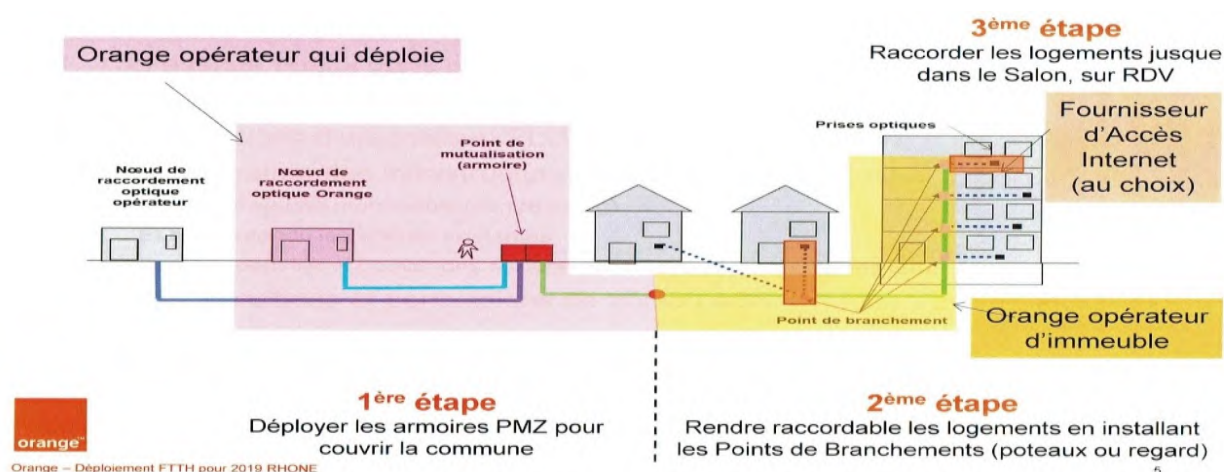 Orange opérateur qui déploie
3ème étape
Raccorder les logements jusque
dans le Salon, sur RDV
Fournisseur
d'Accès
Internet
(au choix)
Prises optiques
Nœud de
raccordement
optique
opérateur
Nœud de
raccordement
optique Orange
Point de
mutualisation
(armoire)
Point de branchement
Orange opérateur
d'immeuble
1ère étape
Déployer les armoires PMZ pour
couvrir la commune
2ème étape
Rendre raccordable les logements en installant
les Points de Branchements (poteaux ou regard)
orange™
Orange – Déploiement FTTH pour 2019 RHONE
5